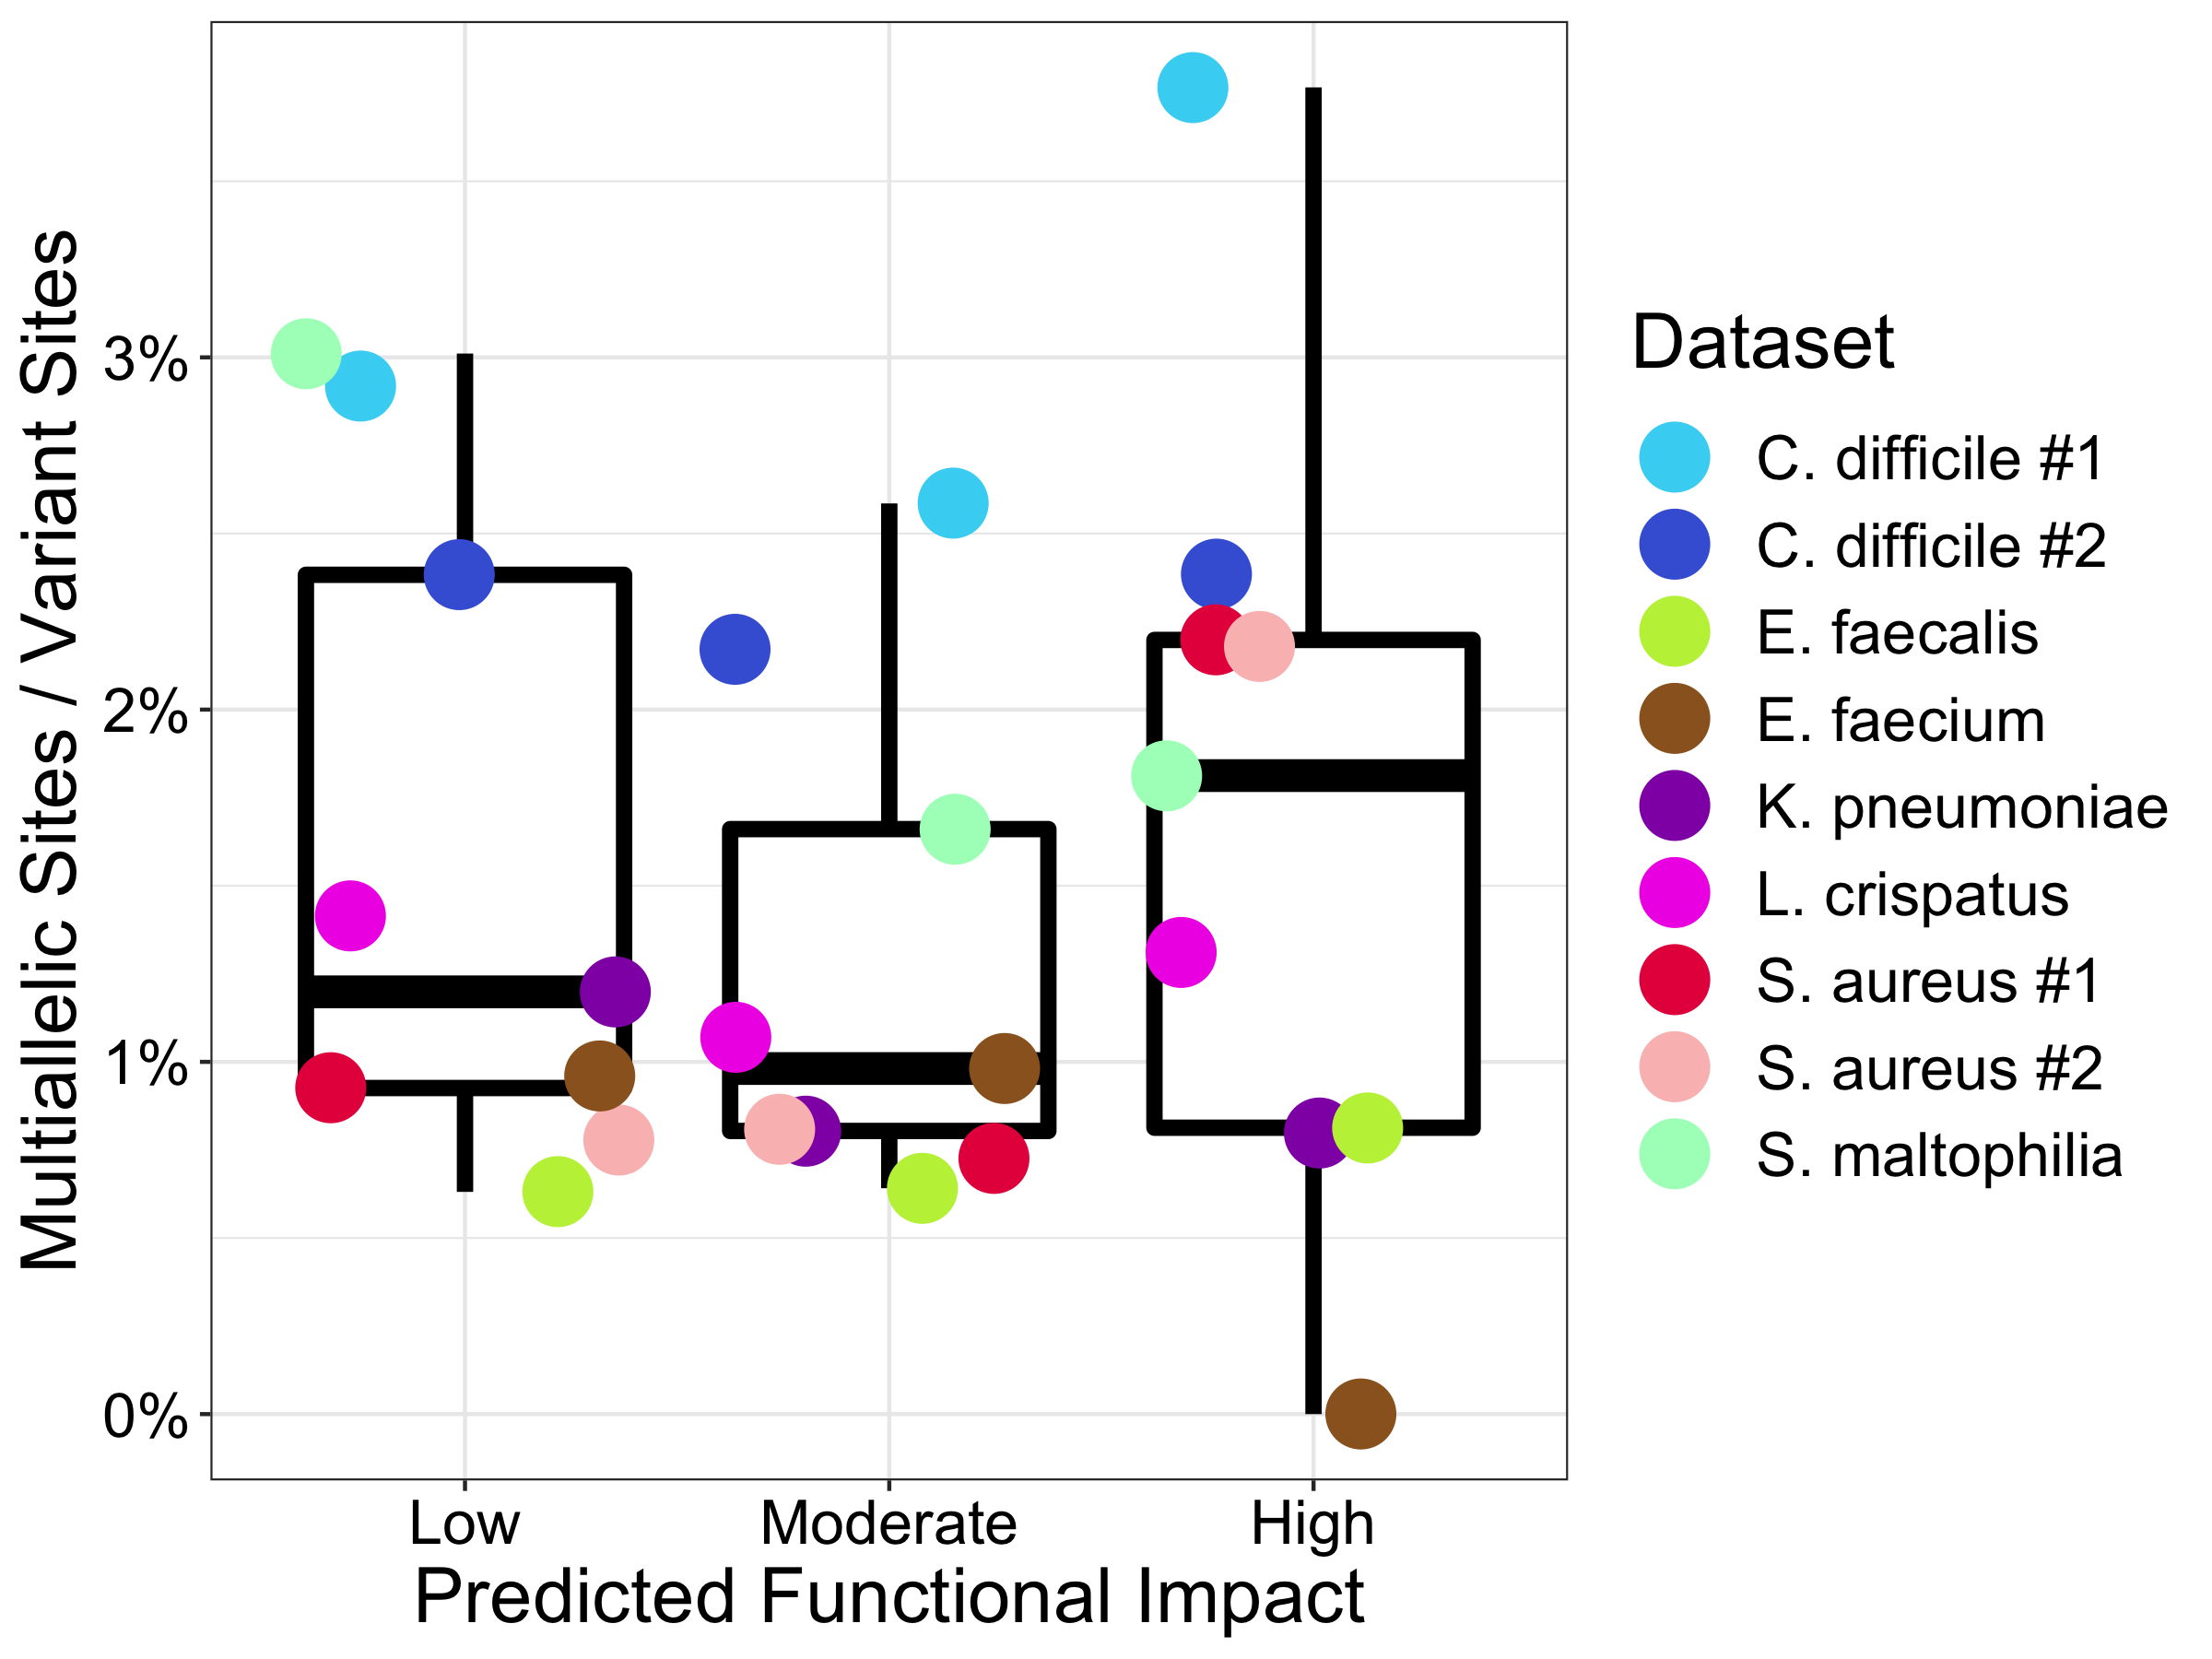 Multiallelic Sites / Variant Sites
3%
2%
1%
0%
Low
Moderate
High
Predicted Functional Impact
Dataset
C. difficile #1
C. difficile #2
E. faecalis
E. faecium
K. pneumoniae
L. crispatus
S. aureus #1
S. aureus #2
S. maltophilia